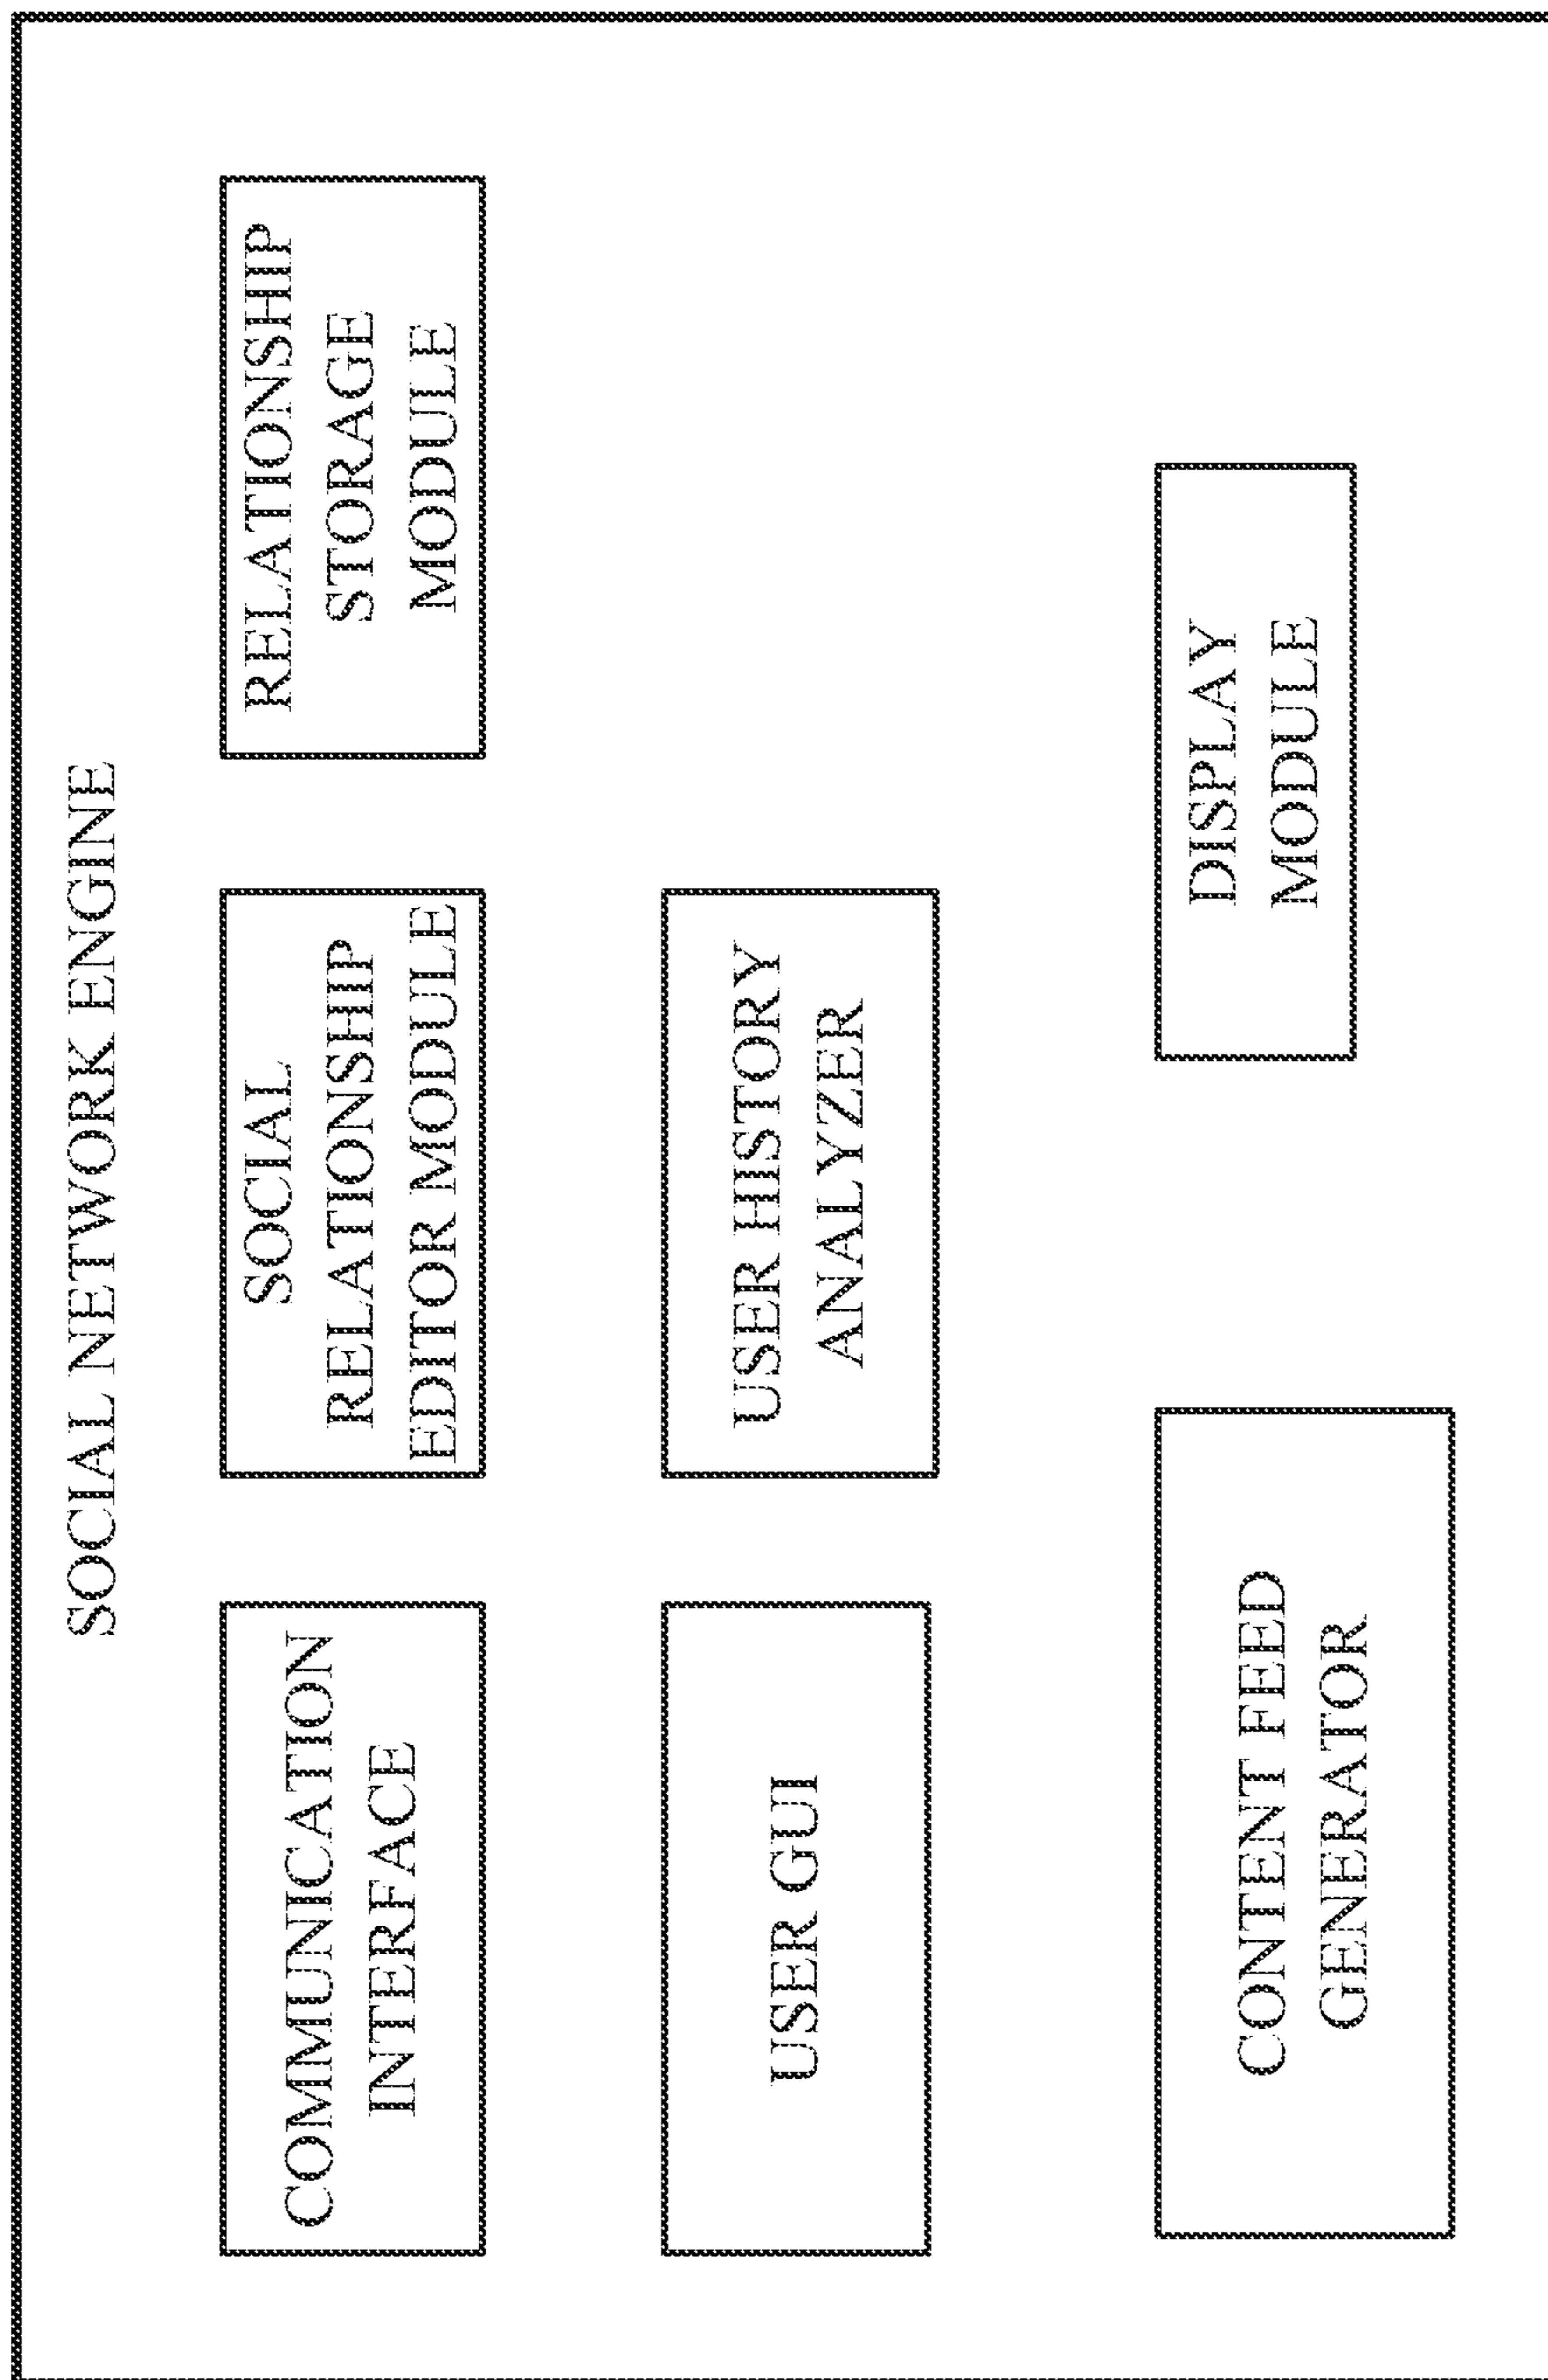 SOCIAL NETWORK ENGINE
COMMUNICATION
INTERFACE
SOCIAL
RELATIONSHIP
EDITOR MODULE
RELATIONSHIP
STORAGE
MODULE
USER GUI
USER HISTORY
ANALYZER
CONTENT FEED
GENERATOR
DISPLAY
MODULE